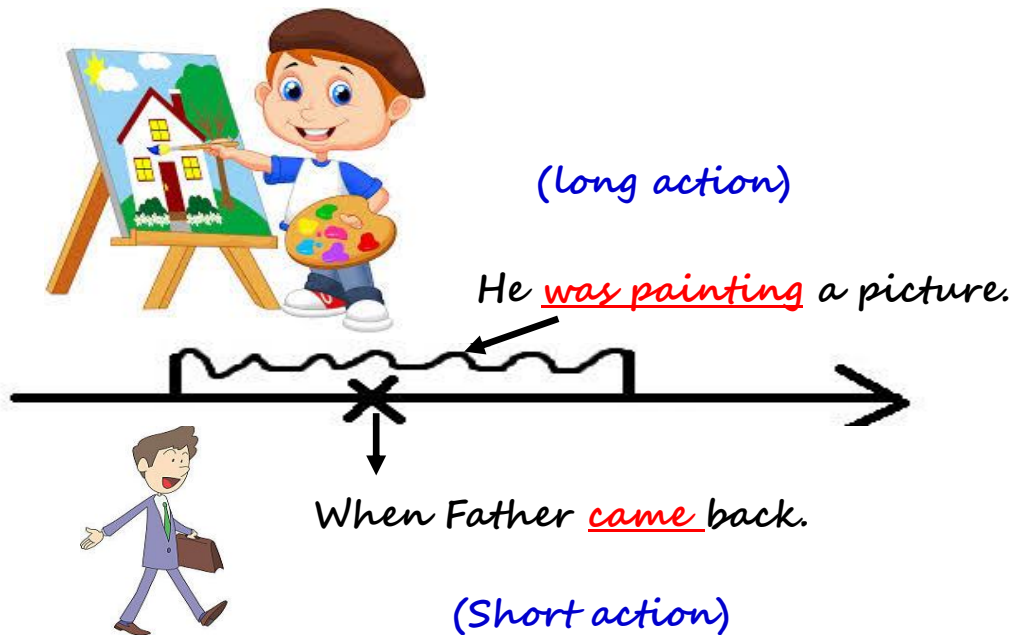 (long action)
He was painting a picture.
When Father came back.
(Short action)